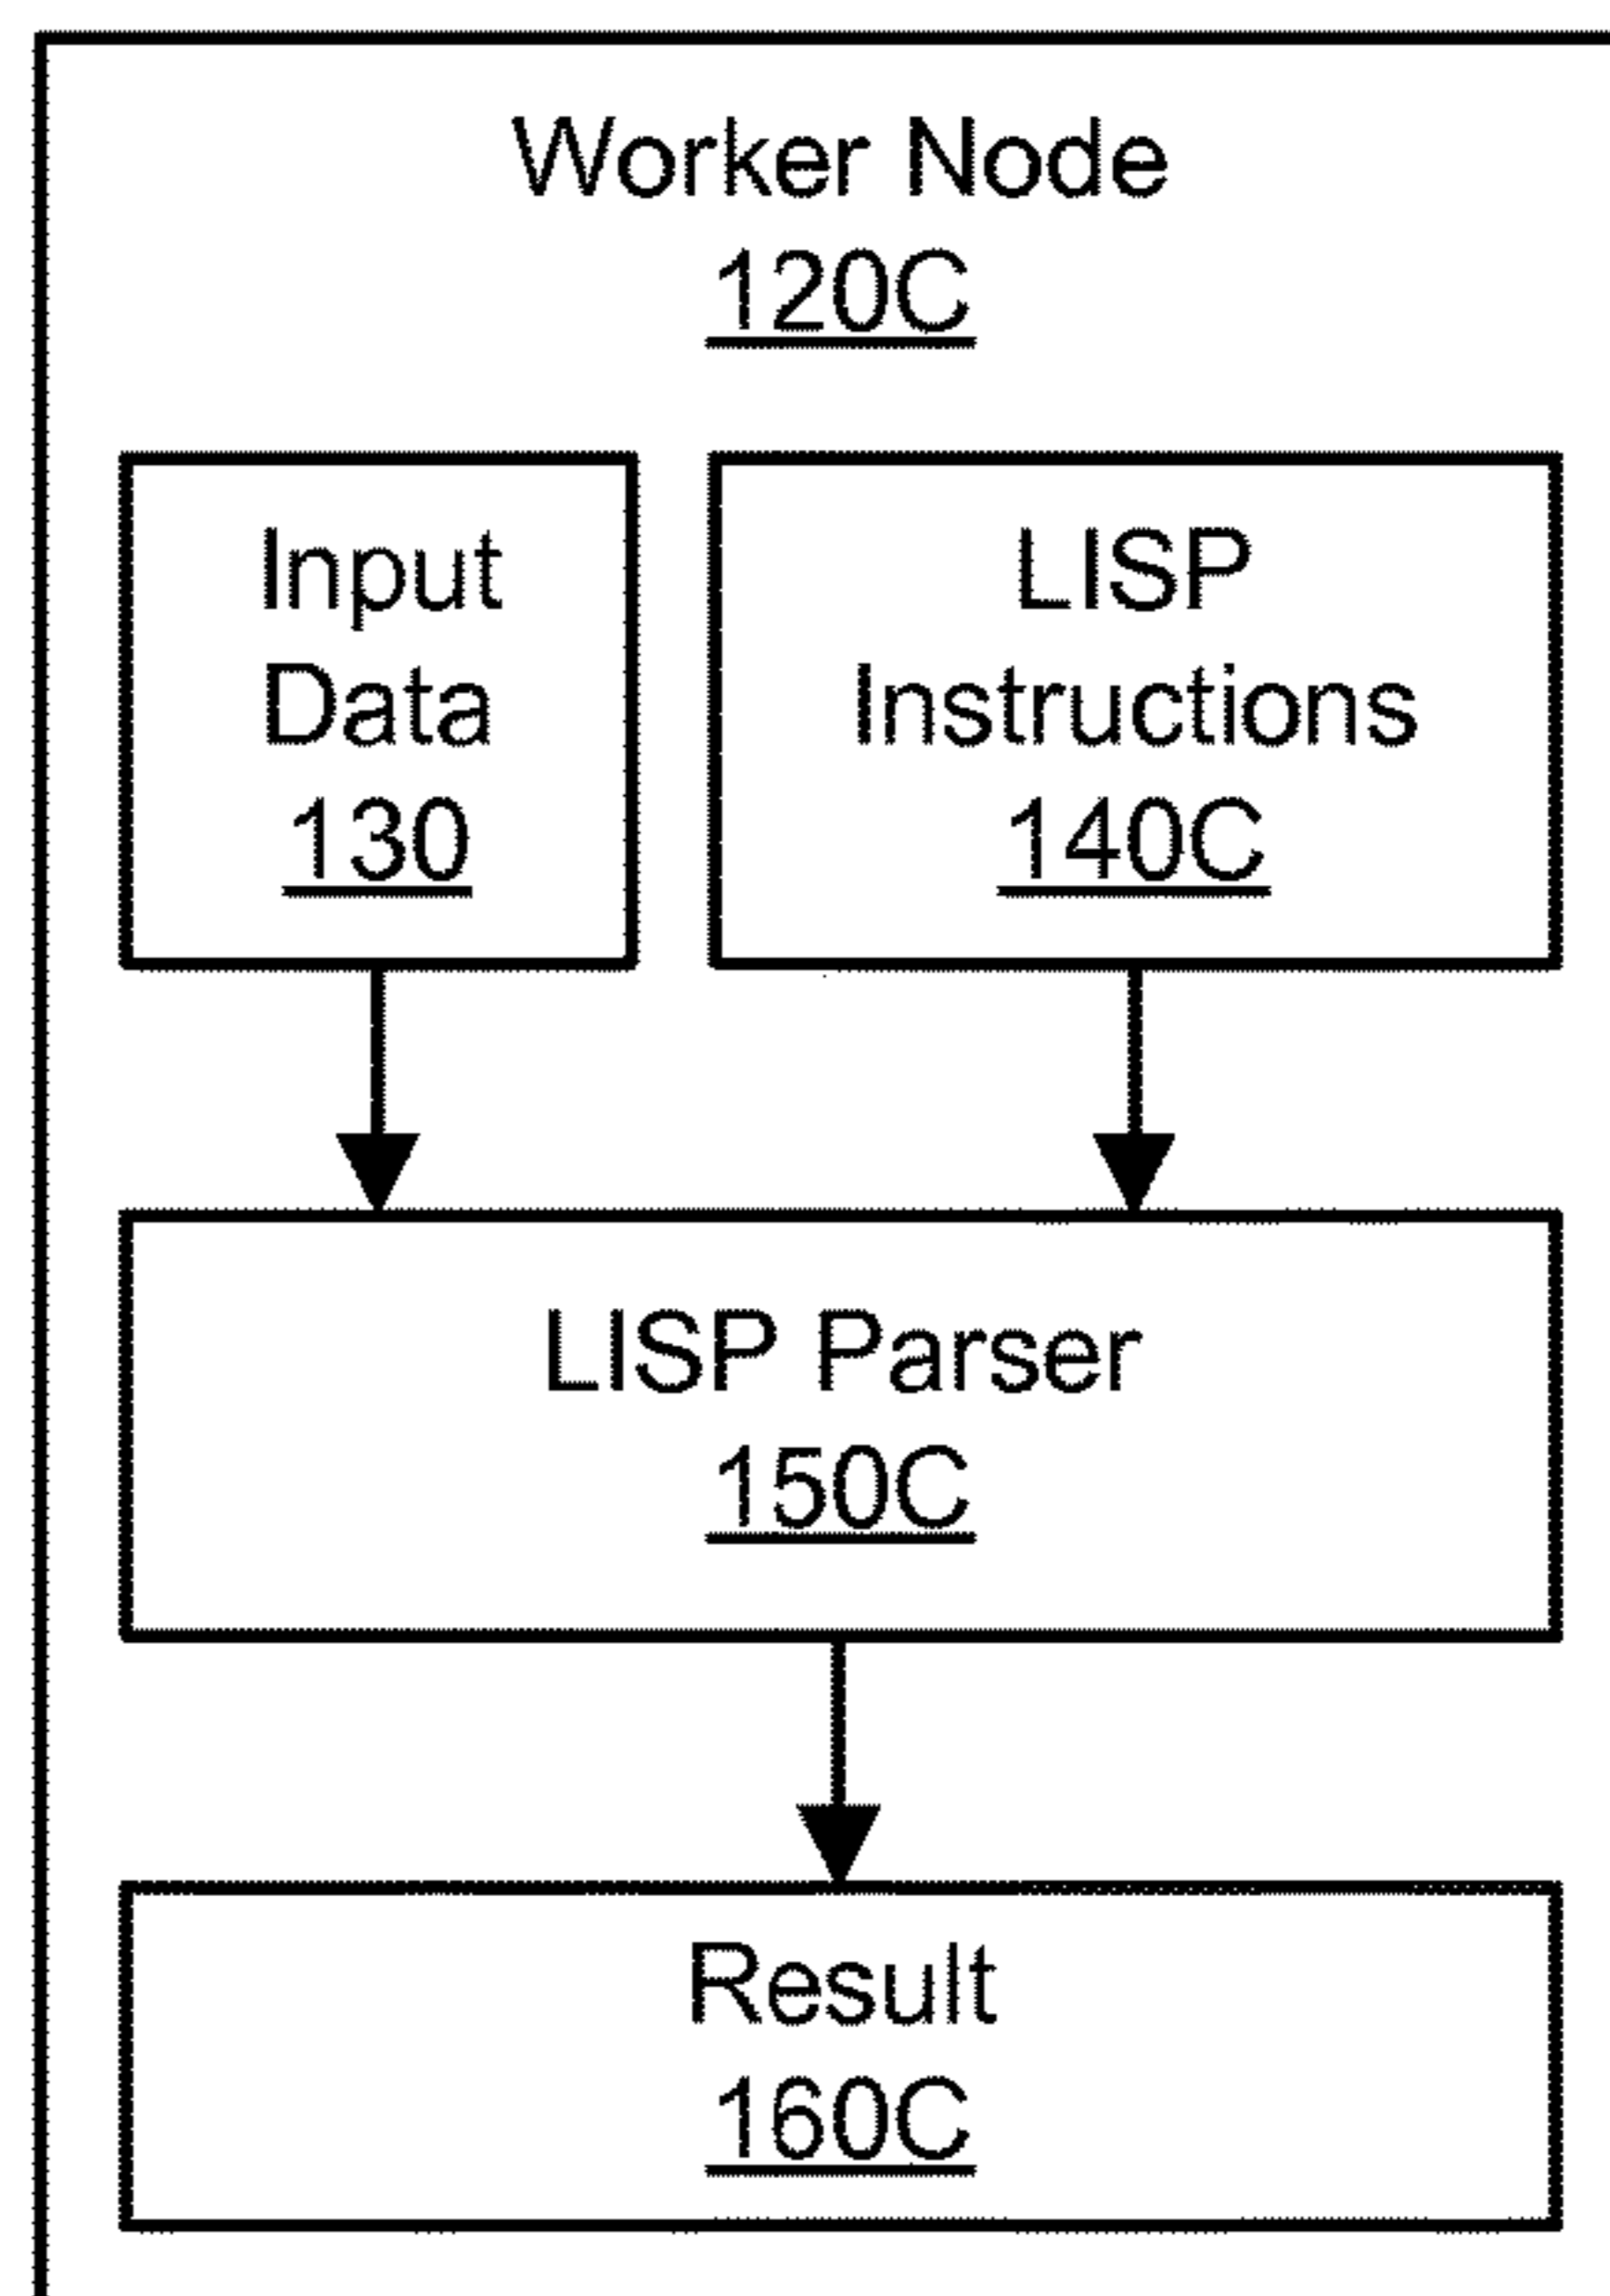 Worker Node
120C
Input
Data
130
LISP
Instructions
140C
LISP Parser
150C
Result
160C